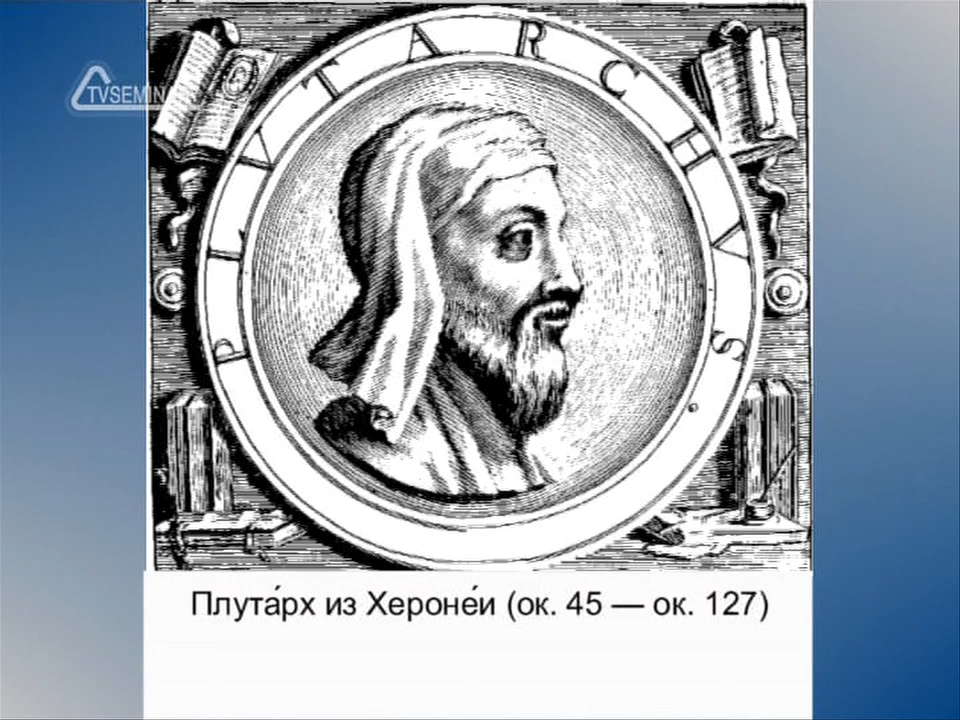 TVSEMIN
PLVTARCHVS
Плута́рх из Хероне́и (ок. 45 — ок. 127)